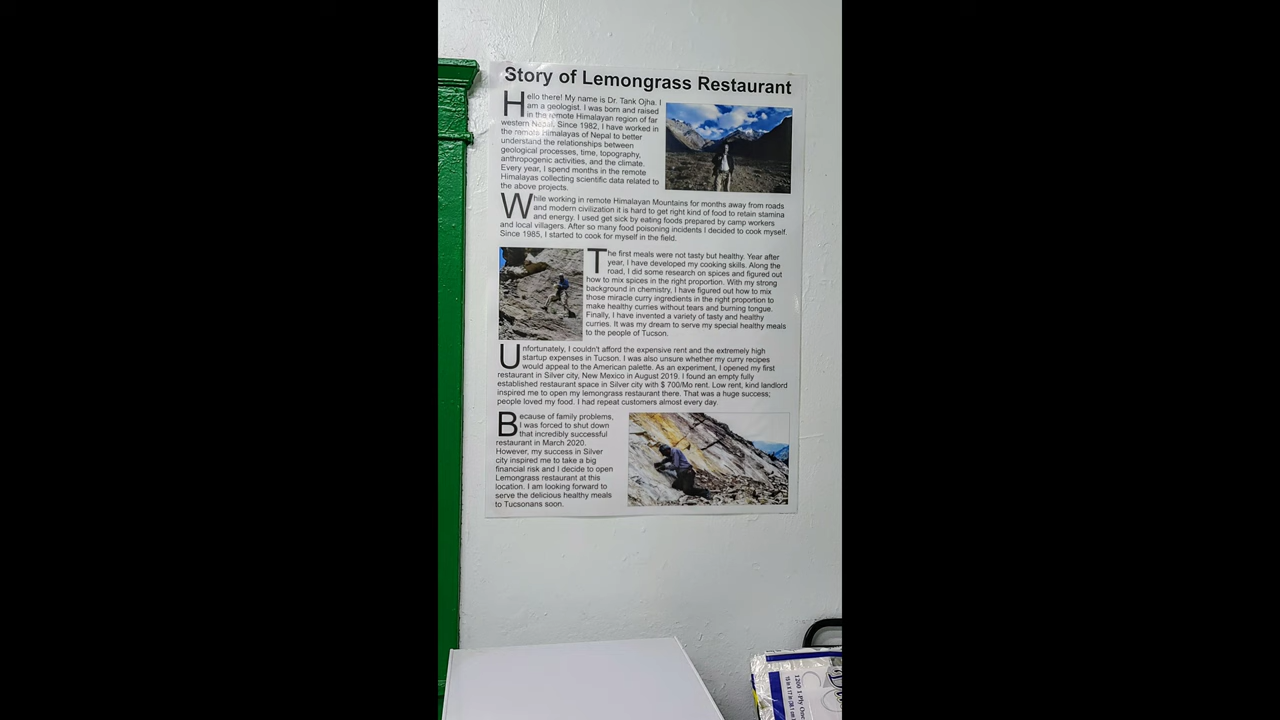 Story of Lemongrass Restaurant
Hello there! My name is Dr. Tank Ojha. I
am a geologist. I was born and raised
in the remote Himalayan region of far
western Nepal. Since 1982, I have worked in
the remote Himalayas of Nepal to better
understand the relationships between
geological processes, time, topography,
anthropogenic activities, and the climate.
Every year, I spend months in the remote
Himalayas collecting scientific data related to
the above projects.
While working in remote Himalayan Mountains for months away from roads
and modern civilization it is hard to get right kind of food to retain stamina
and energy. I used get sick by eating foods prepared by camp workers
and local villagers. After so many food poisoning incidents I decided to cook myself.
Since 1985, I started to cook for myself in the field.
The first meals were not tasty but healthy. Year after
year, I have developed my cooking skills. Along the
road, I did some research on spices and figured out
how to mix spices in the right proportion. With my strong
background in chemistry, I have figured out how to mix
those miracle curry ingredients in the right proportion to
make healthy curries without tears and burning tongue.
Finally, I have invented a variety of tasty and healthy
curries. It was my dream to serve my special healthy meals
to the people of Tucson.
Unfortunately, I couldn't afford the expensive rent and the extremely high
startup expenses in Tucson. I was also unsure whether my curry recipes
would appeal to the American palette. As an experiment, I opened my first
restaurant in Silver city, New Mexico in August 2019. I found an empty fully
established restaurant space in Silver city with $ 700/Mo rent. Low rent, kind landlord
inspired me to open my lemongrass restaurant there. That was a huge success;
people loved my food. I had repeat customers almost every day.
Because of family problems,
I was forced to shut down
that incredibly successful
restaurant in March 2020.
However, my success in Silver
city inspired me to take a big
financial risk and I decide to open
Lemongrass restaurant at this
location. I am looking forward to
serve the delicious healthy meals
to Tucsonans soon.
1200 1-Ply